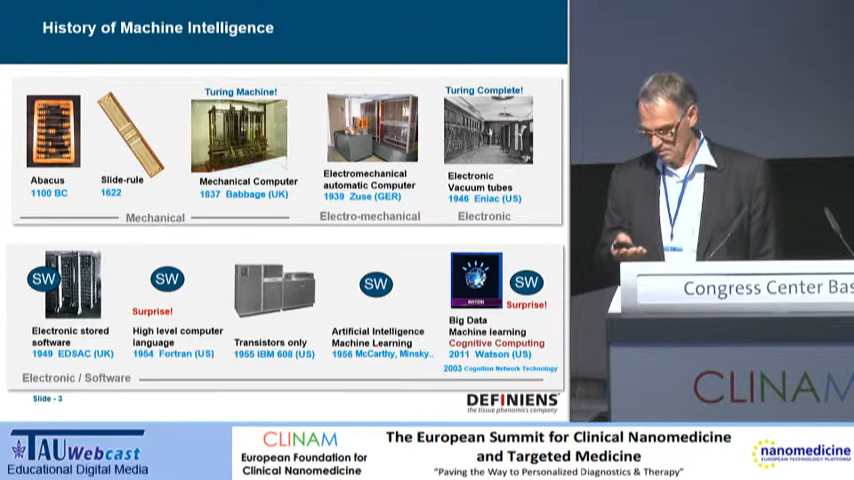 History of Machine Intelligence
Turing Machine!
Turing Complete!
Abacus
1100 BC
Slide-rule
1622
Mechanical Computer
1837 Babbage (UK)
Electromechanical
automatic Computer
1939 Zuse (GER)
Electronic
Vacuum tubes
1946 Eniac (US)
Mechanical
Electro-mechanical
Electronic
SW
SW
SW
SW
Surprise!
Surprise!
WATSON
Electronic stored
software
1949 EDSAC (UK)
High level computer
language
1954 Fortran (US)
Transistors only
1955 IBM 608 (US)
Artificial Intelligence
Machine Learning
1956 McCarthy, Minsky..
Big Data
Machine learning
Cognitive Computing
2011 Watson (US)
2003 Cognition Network Technology
Electronic / Software
Slide - 3
DEFINIENS
the tissue phenomics company
Congress Center Bas
CLINAM
TAU Webcast
Educational Digital Media
CLINAM
European Foundation for
Clinical Nanomedicine
The European Summit for Clinical Nanomedicine
and Targeted Medicine
"Paving the Way to Personalized Diagnostics & Therapy"
nanomedicine
EUROPEAN TECHNOLOGY PLATFORM